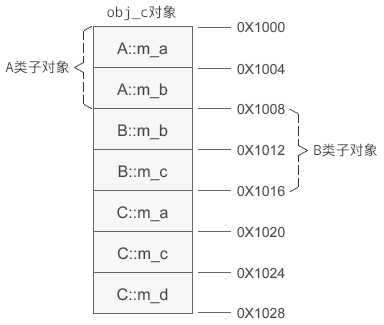 obj_c对象
0X1000
A::m_a
A类子对象
0X1004
A::m_b
0X1008
B::m_b
0X1012
B类子对象
B::m_c
0X1016
C::m_a
0X1020
C::m_c
0X1024
C::m_d
0X1028